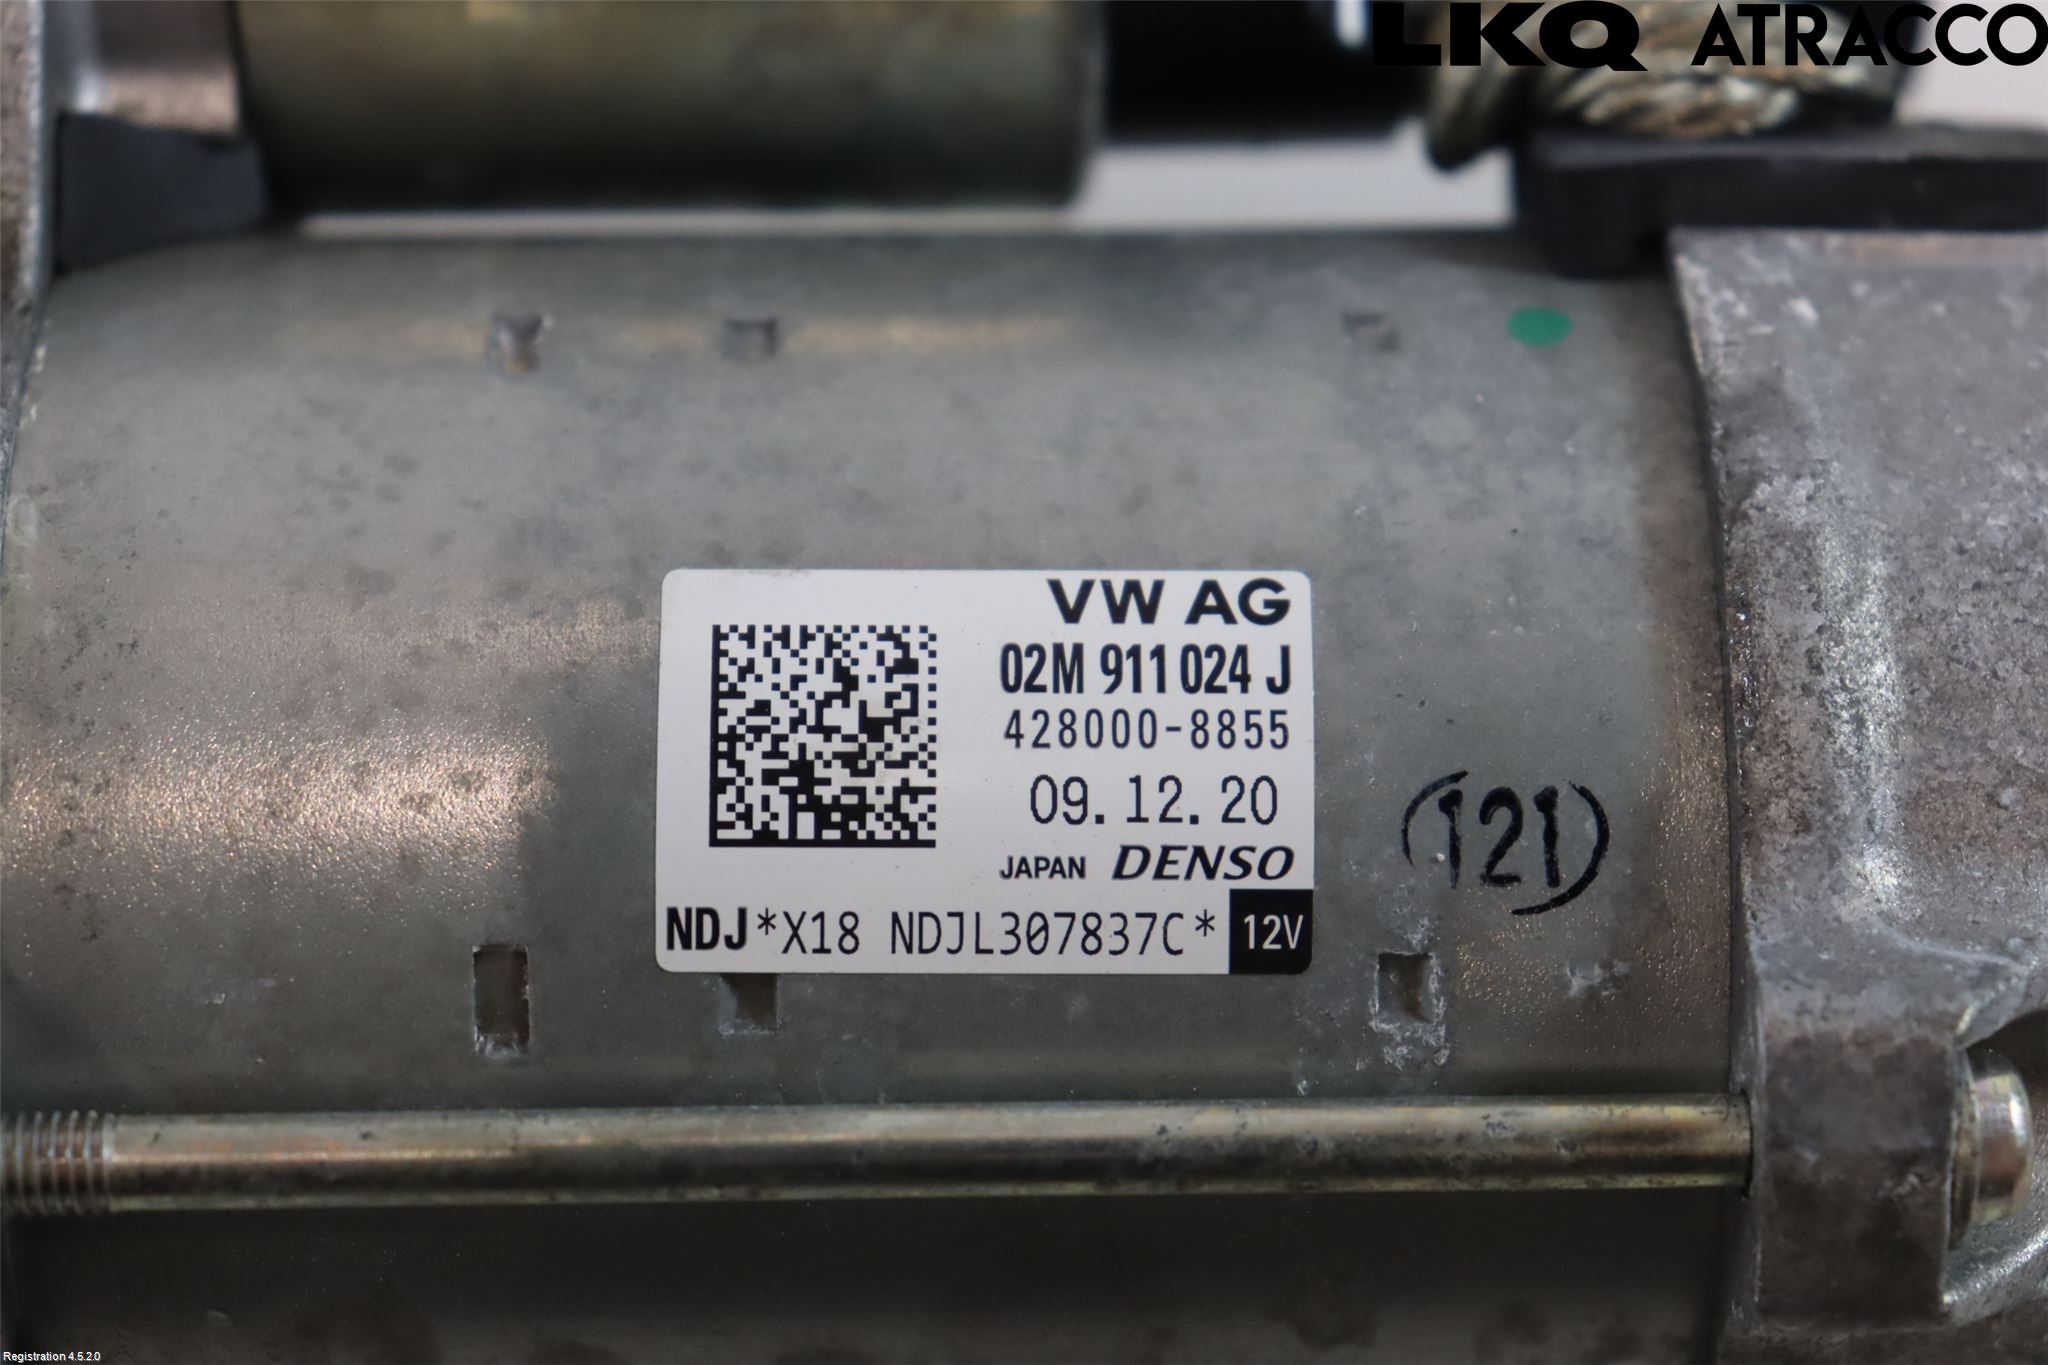 LKQ ATRACCO
VW AG
02M 911 024 J
428000-8855
09.12.20
JAPAN DENSO
NDJ*X18 NDJL307837C* 12V
(121)
Registration 4.5.2.0